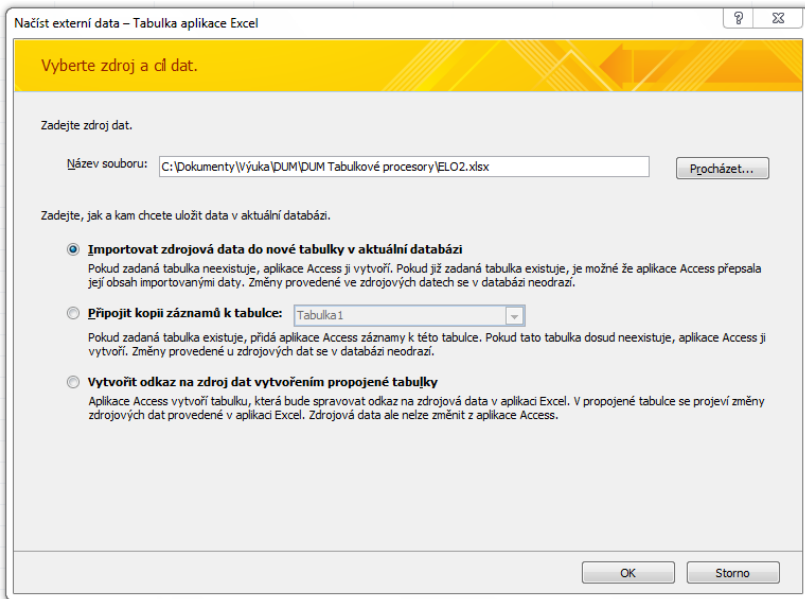 Načíst externí data – Tabulka aplikace Excel
Vyberte zdroj a cíl dat.
Zadejte zdroj dat.
Název souboru: C:\Dokumenty\Výuka\DUM\DUM Tabulkové procesory\ELO2.xlsx Procházet...
Zadejte, jak a kam chcete uložit data v aktuální databázi.
Importovat zdrojová data do nové tabulky v aktuální databázi
Pokud zadaná tabulka neexistuje, aplikace Access ji vytvoří. Pokud již zadaná tabulka existuje, je možné že aplikace Access přepsala
její obsah importovanými daty. Změny provedené ve zdrojových datech se v databázi neodrazí.
Připojit kopii záznamů k tabulce: Tabulka1
Pokud zadaná tabulka existuje, přidá aplikace Access záznamy k této tabulce. Pokud tato tabulka dosud neexistuje, aplikace Access ji
vytvoří. Změny provedené u zdrojových dat se v databázi neodrazí.
Vytvořit odkaz na zdroj dat vytvořením propojené tabulky
Aplikace Access vytvoří tabulku, která bude spravovat odkaz na zdrojová data v aplikaci Excel. V propojené tabulce se projeví změny
zdrojových dat provedené v aplikaci Excel. Zdrojová data ale nelze změnit z aplikace Access.
OK Storno